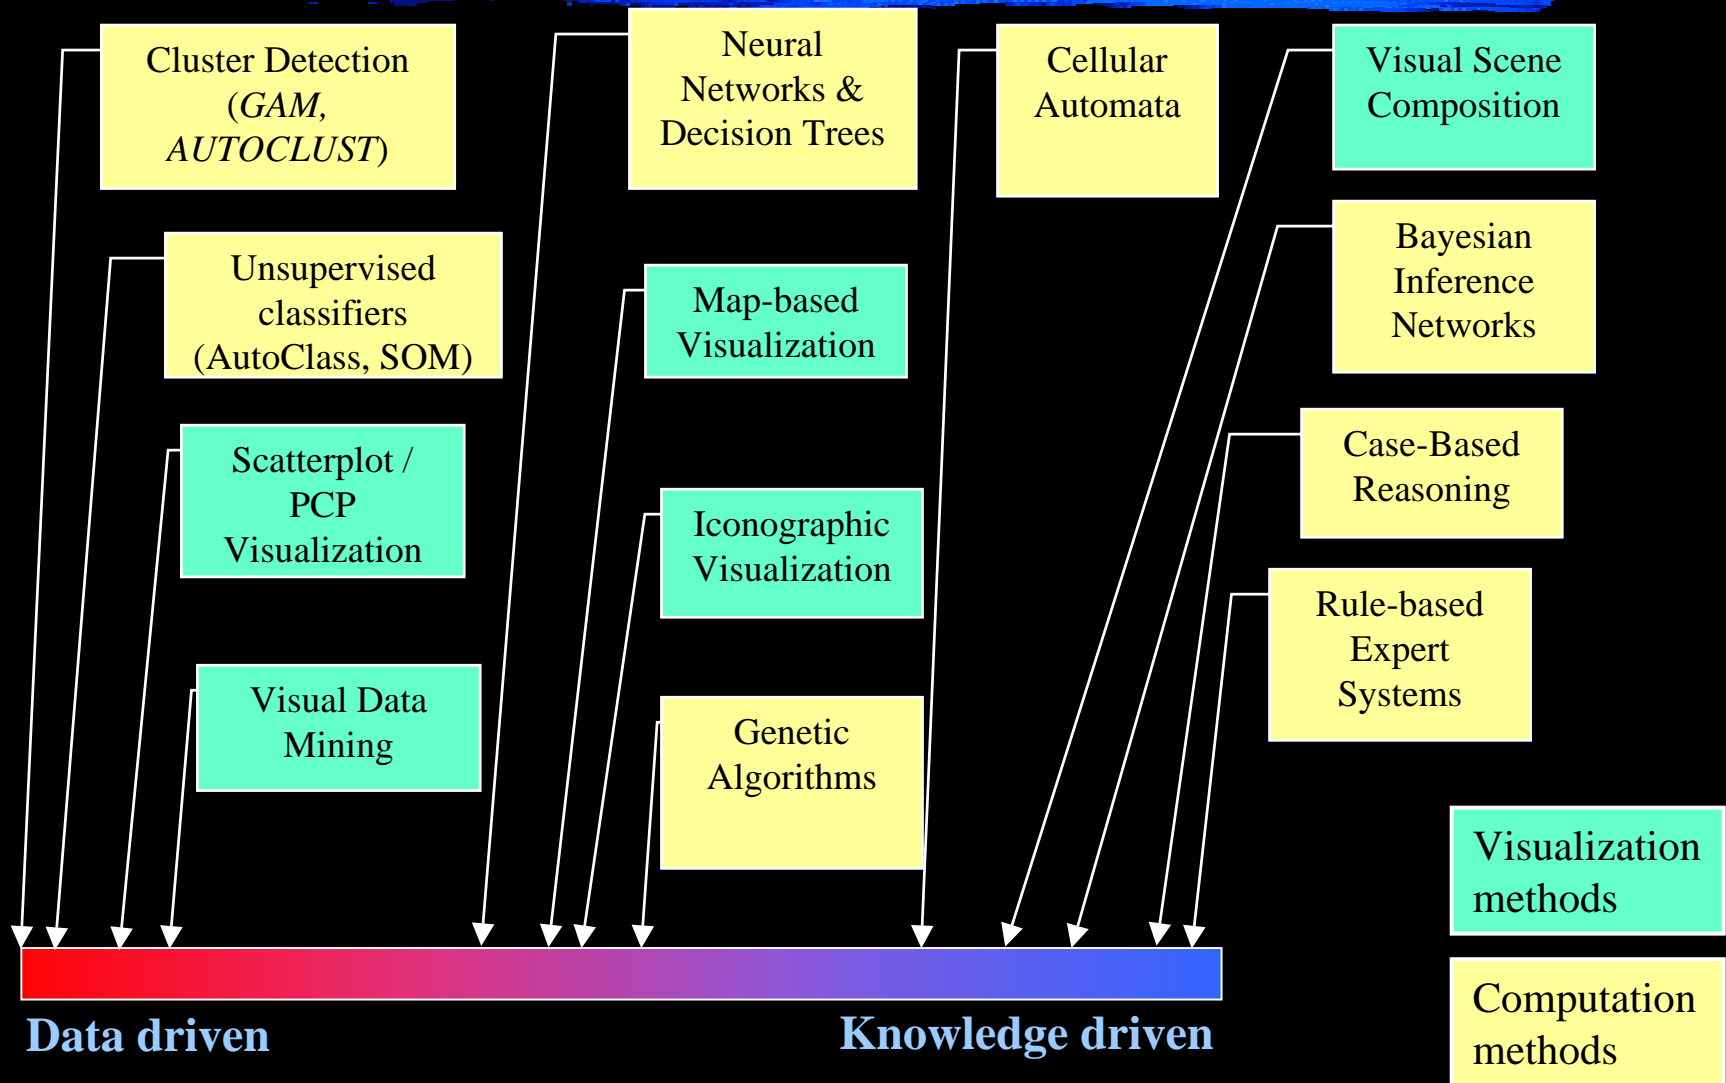 Cluster Detection
(GAM,
AUTOCLUST)
Unsupervised
classifiers
(AutoClass, SOM)
Scatterplot /
PCP
Visualization
Visual Data
Mining
Neural
Networks &
Decision Trees
Map-based
Visualization
Iconographic
Visualization
Genetic
Algorithms
Cellular
Automata
Visual Scene
Composition
Bayesian
Inference
Networks
Case-Based
Reasoning
Rule-based
Expert
Systems
Visualization
methods
Computation
methods
Data driven
Knowledge driven